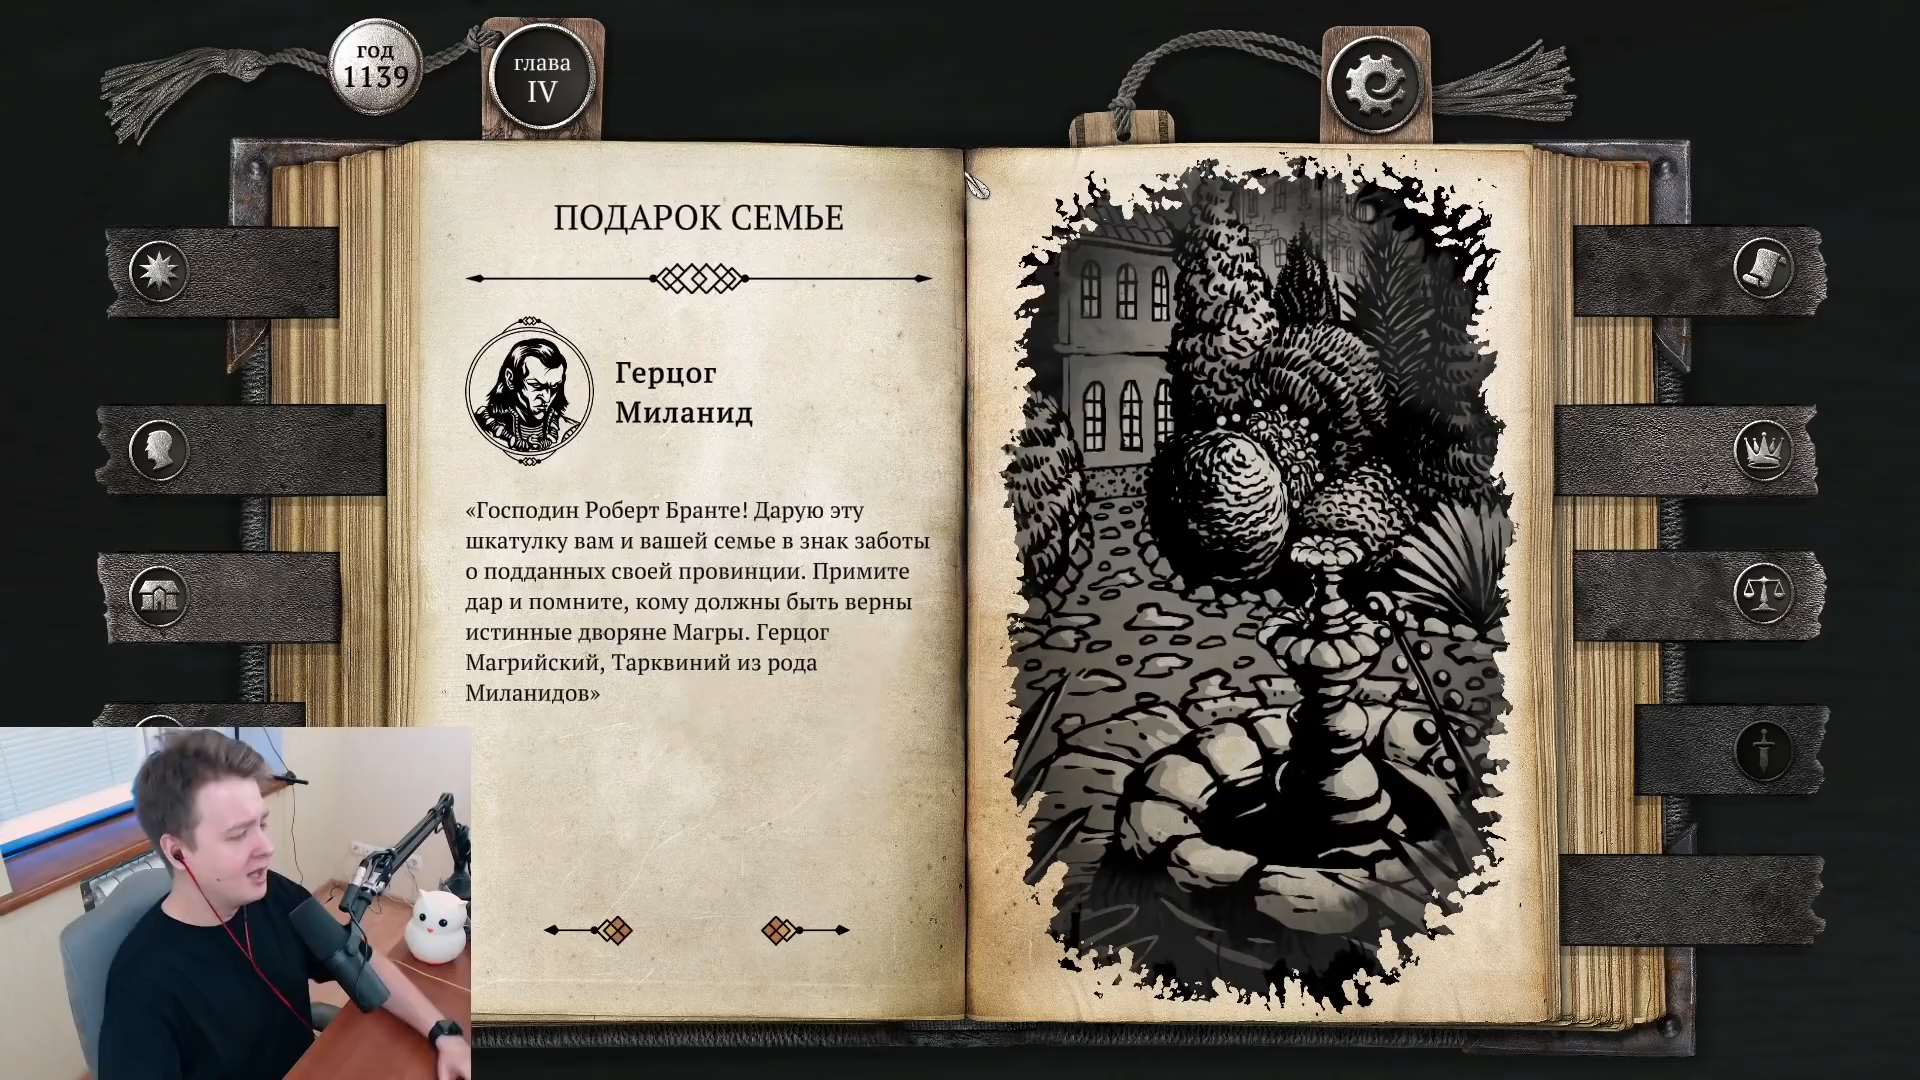 год
1139
глава
IV
ПОДАРОК СЕМЬЕ
Герцог
Миланид
«Господин Роберт Бранте! Дарую эту
шкатулку вам и вашей семье в знак заботы
о подданных своей провинции. Примите
дар и помните, кому должны быть верны
истинные дворяне Магры. Герцог
Магрийский, Тарквиний из рода
Миланидов»